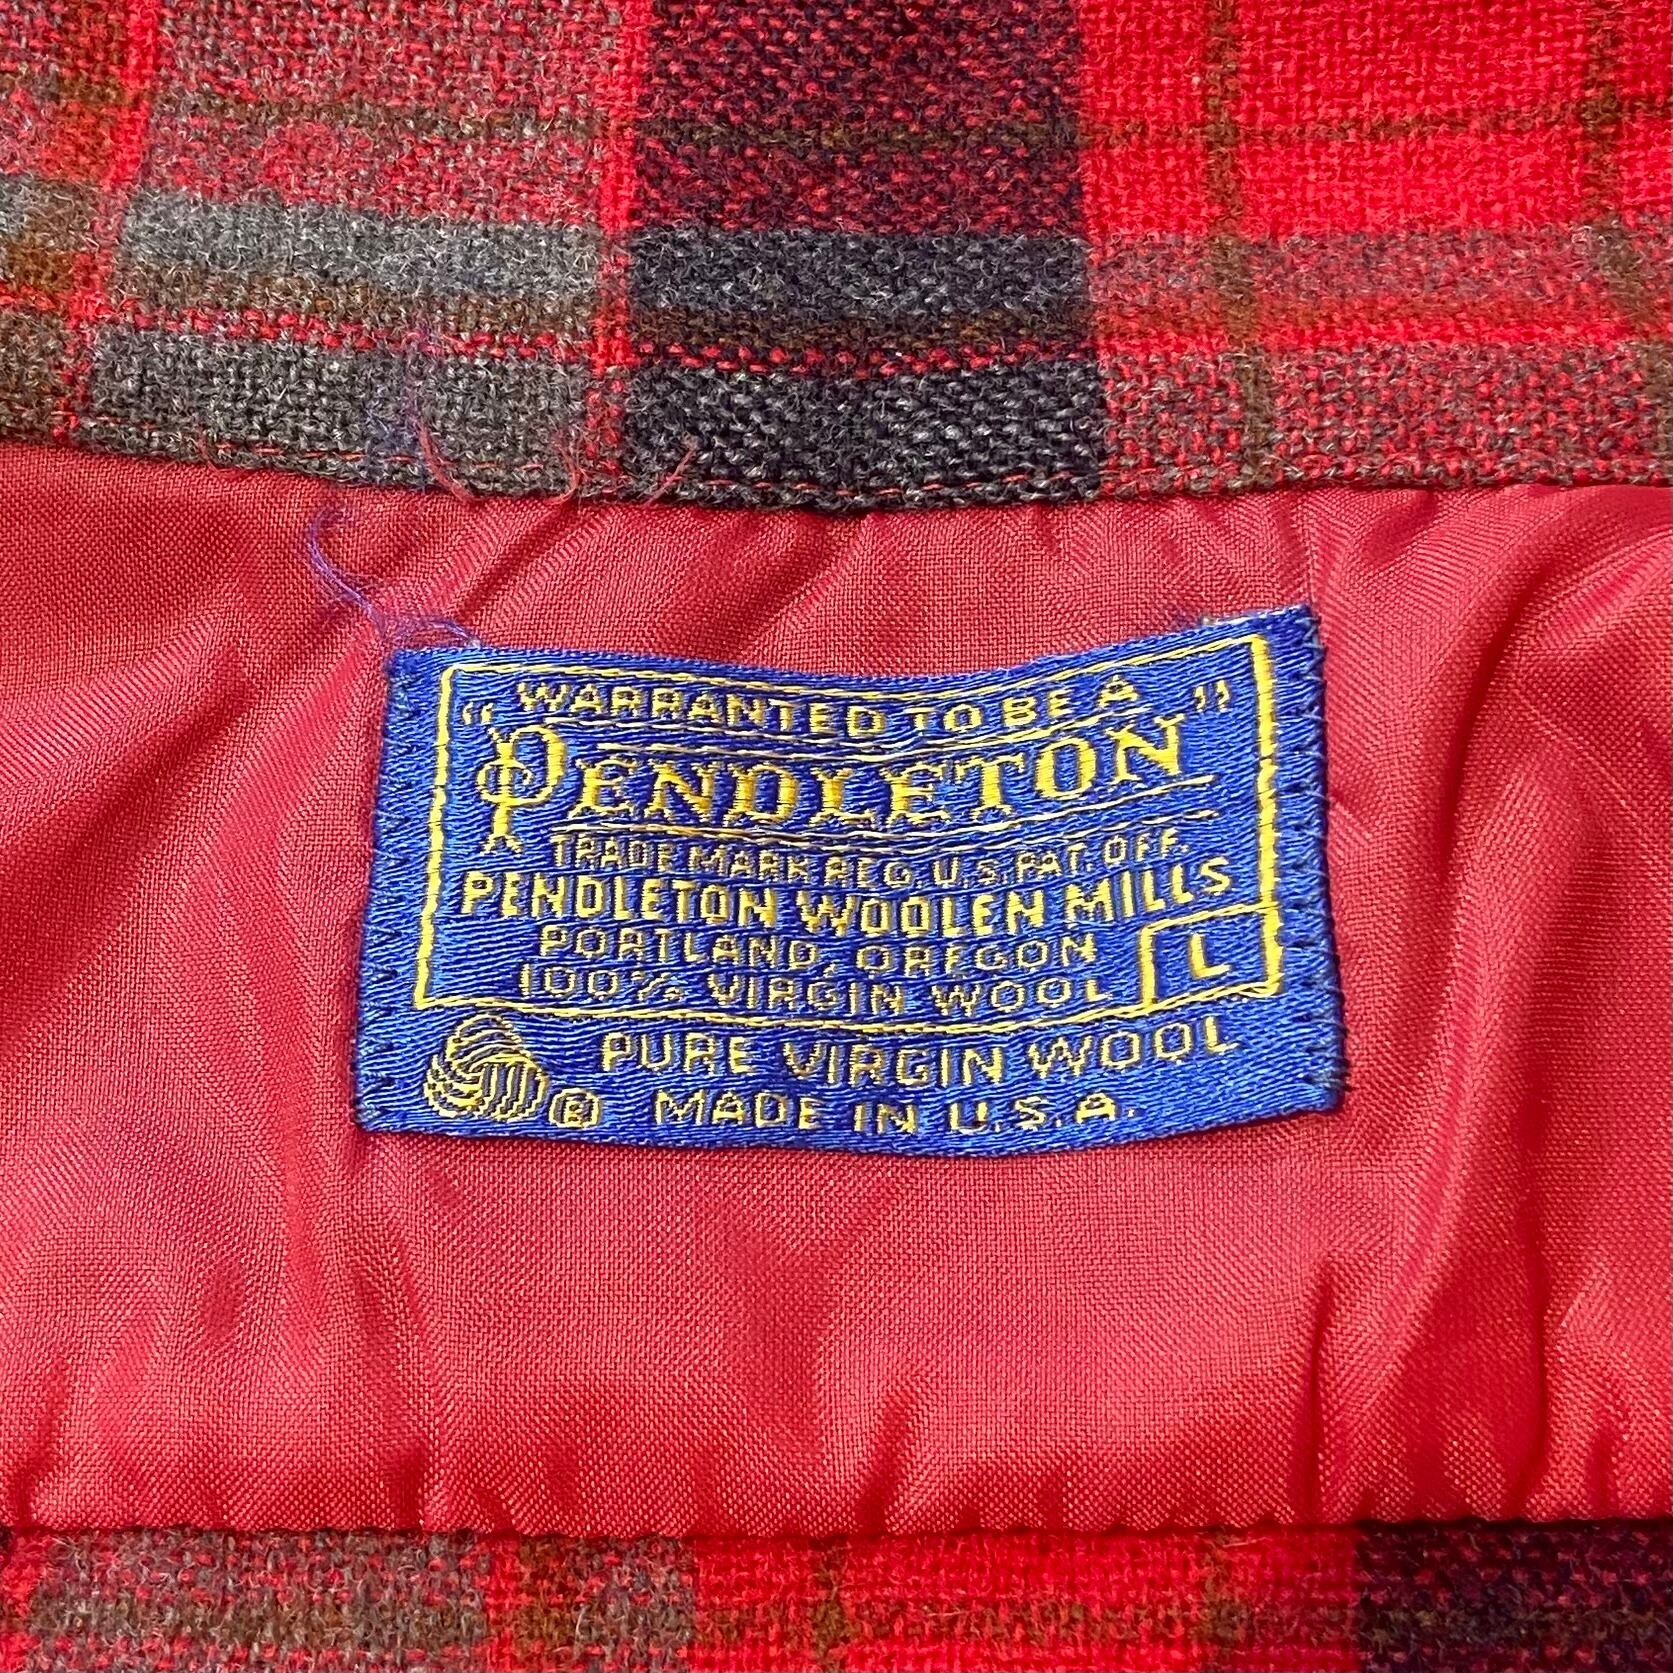 WARRANTED TO BE A
"PENDLETON"
TRADE MARK REG. U.S. PAT. OFF.
PENDLETON WOOLEN MILLS
PORTLAND, OREGON
100% VIRGIN WOOL L
PURE VIRGIN WOOL
® MADE IN U.S.A.